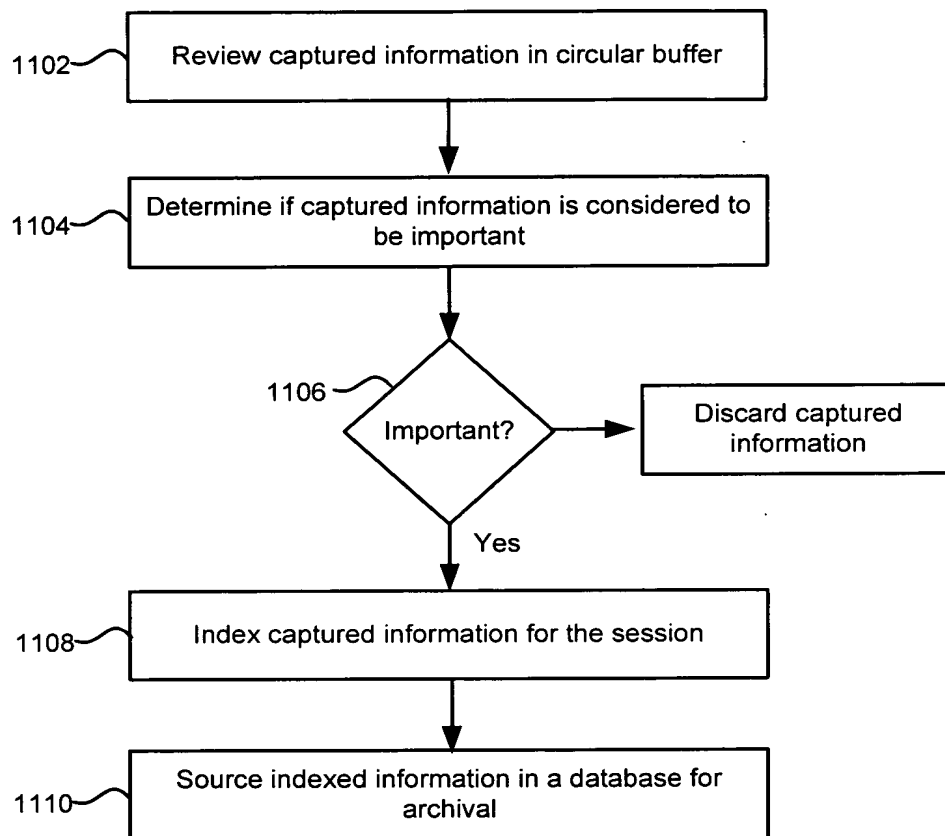 1102
Review captured information in circular buffer
1104
Determine if captured information is considered to
be important
1106
Important?
Discard captured
information
Yes
1108
Index captured information for the session
1110
Source indexed information in a database for
archival